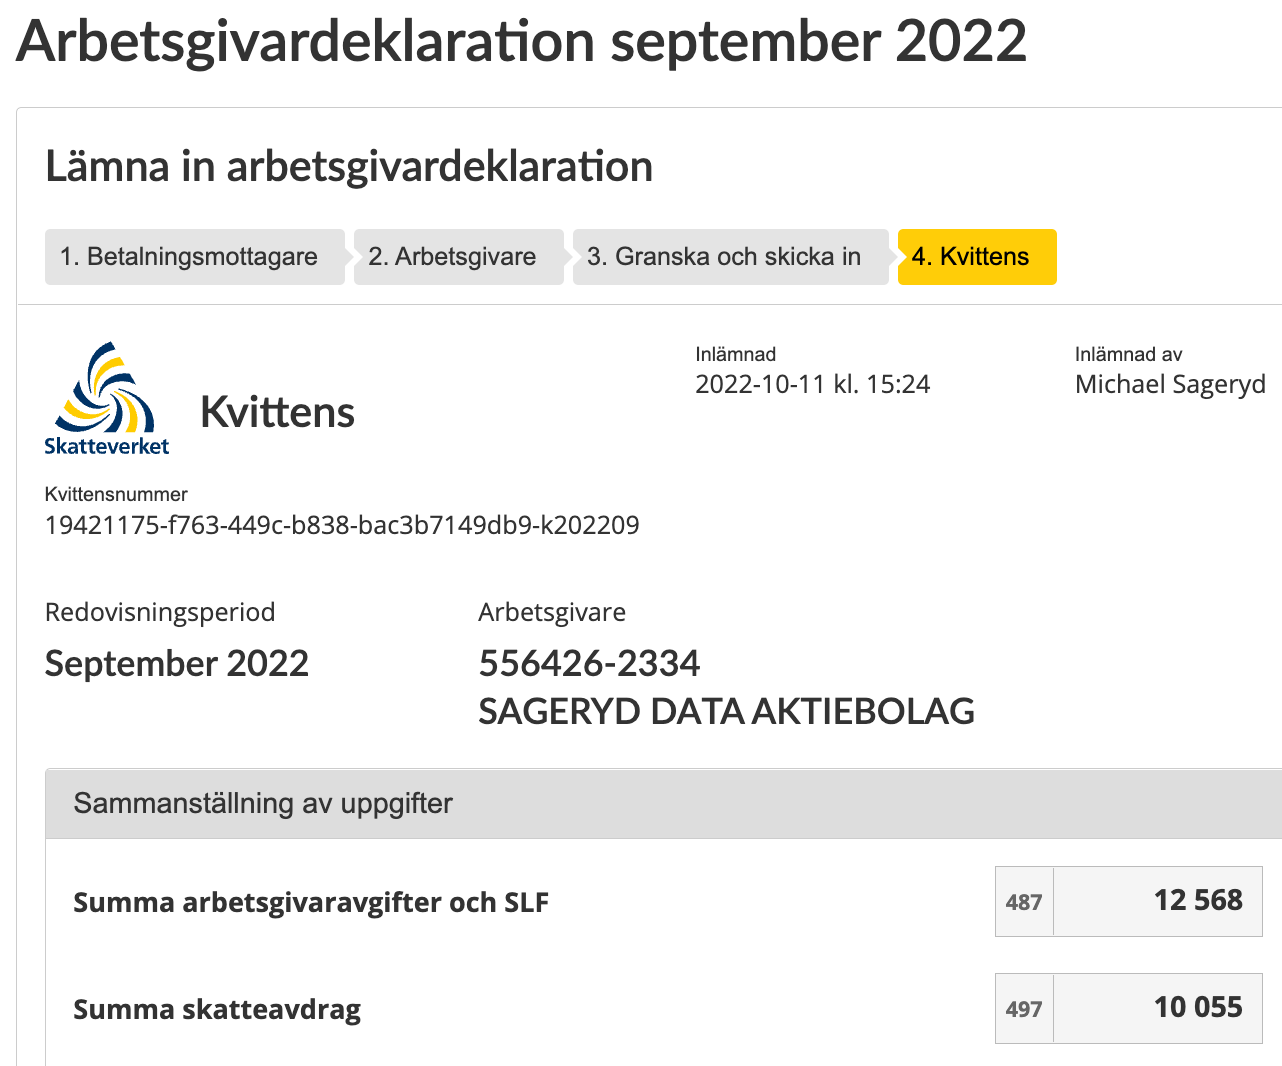 Arbetsgivardeklaration september 2022
Lämna in arbetsgivardeklaration
1. Betalningsmottagare
2. Arbetsgivare
3. Granska och skicka in
4. Kvittens
Skatteverket
Kvittens
Inlämnad
2022-10-11 kl. 15:24
Inlämnad av
Michael Sageryd
Kvittensnummer
19421175-f763-449c-b838-bac3b7149db9-k202209
Redovisningsperiod
September 2022
Arbetsgivare
556426-2334
SAGERYD DATA AKTIEBOLAG
Sammanställning av uppgifter
Summa arbetsgivaravgifter och SLF 487 12 568
Summa skatteavdrag 497 10 055